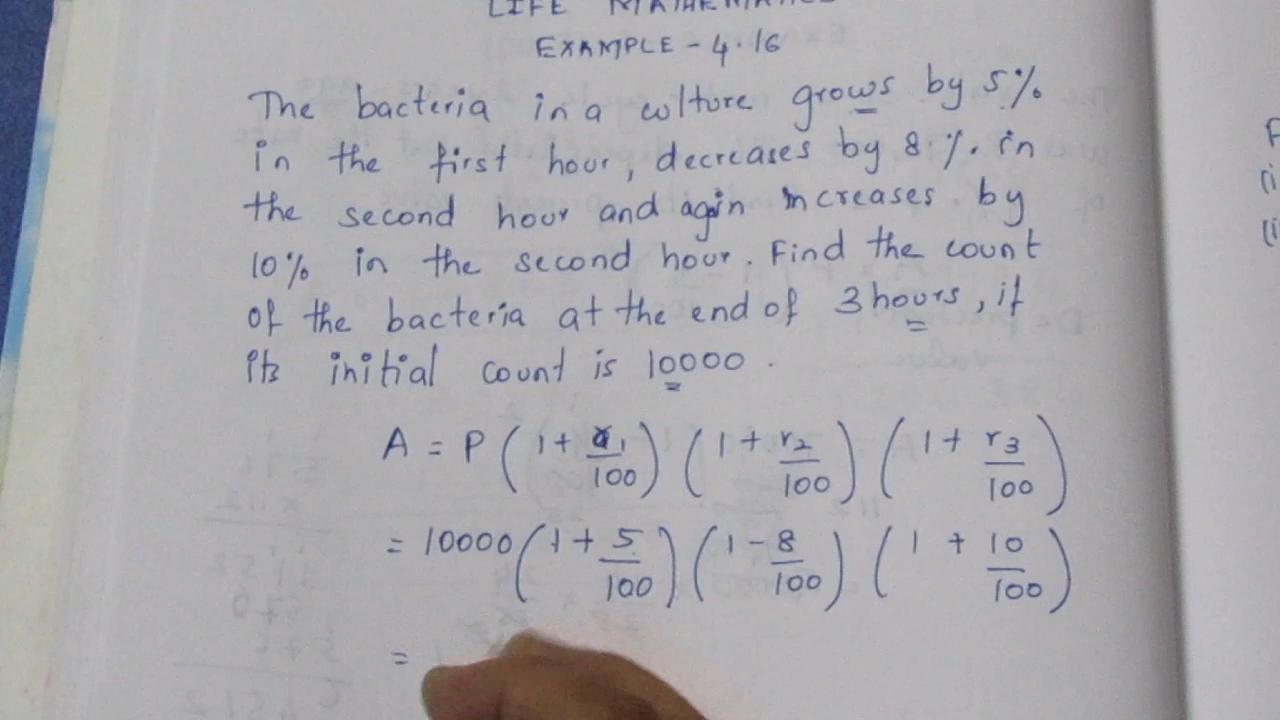 LIFE MATHEMATICS
EXAMPLE - 4.16
The bacteria in a culture grows by 5%
in the first hour, decreases by 8% in
the second hour and agin increases by
10% in the second hour. Find the count
of the bacteria at the end of 3 hours, if
its initial count is 10000.
A = P (1 + r1/100) (1 + r2/100) (1 + r3/100)
= 10000 (1 + 5/100) (1 - 8/100) (1 + 10/100)
=